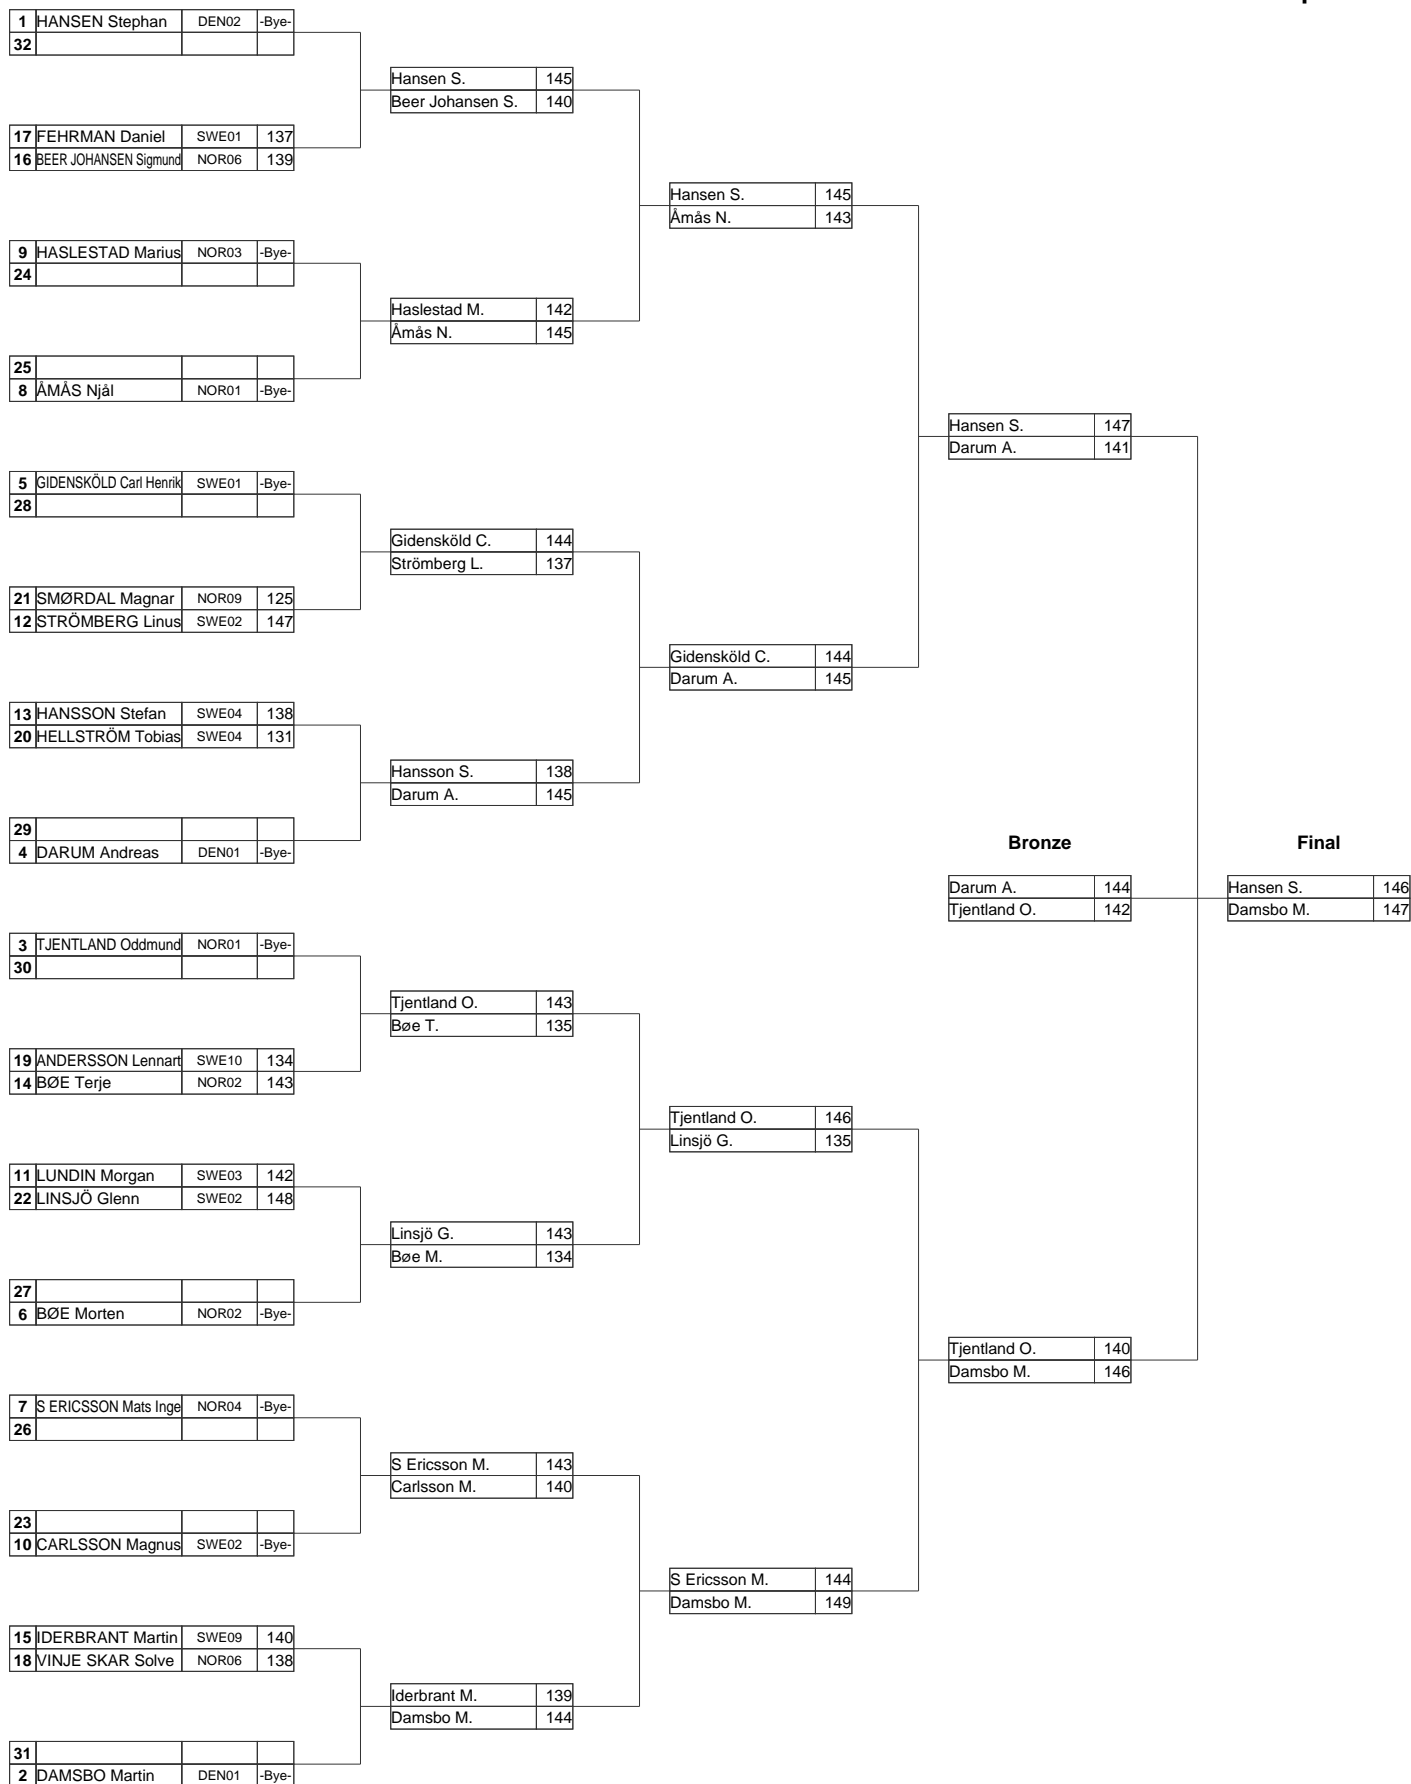 1 HANSEN Stephan DEN02 -Bye-
32
Hansen S. 145
Beer Johansen S. 140
17 FEHRMAN Daniel SWE01 137
16 BEER JOHANSEN Sigmund NOR06 139
Hansen S. 145
Åmås N. 143
9 HASLESTAD Marius NOR03 -Bye-
24
Haslestad M. 142
Åmås N. 145
25
8 ÅMÅS Njål NOR01 -Bye-
Hansen S. 147
Darum A. 141
5 GIDENSKÖLD Carl Henrik SWE01 -Bye-
28
Gidensköld C. 144
Strömberg L. 137
21 SMØRDAL Magnar NOR09 125
12 STRÖMBERG Linus SWE02 147
Gidensköld C. 144
Darum A. 145
13 HANSSON Stefan SWE04 138
20 HELLSTRÖM Tobias SWE04 131
Hansson S. 138
Darum A. 145
29
4 DARUM Andreas DEN01 -Bye-
Bronze Final
Darum A. 144 Hansen S. 146
Tjentland O. 142 Damsbo M. 147
3 TJENTLAND Oddmund NOR01 -Bye-
30
Tjentland O. 143
Bøe T. 135
19 ANDERSSON Lennart SWE10 134
14 BØE Terje NOR02 143
Tjentland O. 146
Linsjö G. 135
11 LUNDIN Morgan SWE03 142
22 LINSJÖ Glenn SWE02 148
Linsjö G. 143
Bøe M. 134
27
6 BØE Morten NOR02 -Bye-
Tjentland O. 140
Damsbo M. 146
7 S ERICSSON Mats Inge NOR04 -Bye-
26
S Ericsson M. 143
Carlsson M. 140
23
10 CARLSSON Magnus SWE02 -Bye-
S Ericsson M. 144
Damsbo M. 149
15 IDERBRANT Martin SWE09 140
18 VINJE SKAR Solve NOR06 138
Iderbrant M. 139
Damsbo M. 144
31
2 DAMSBO Martin DEN01 -Bye-